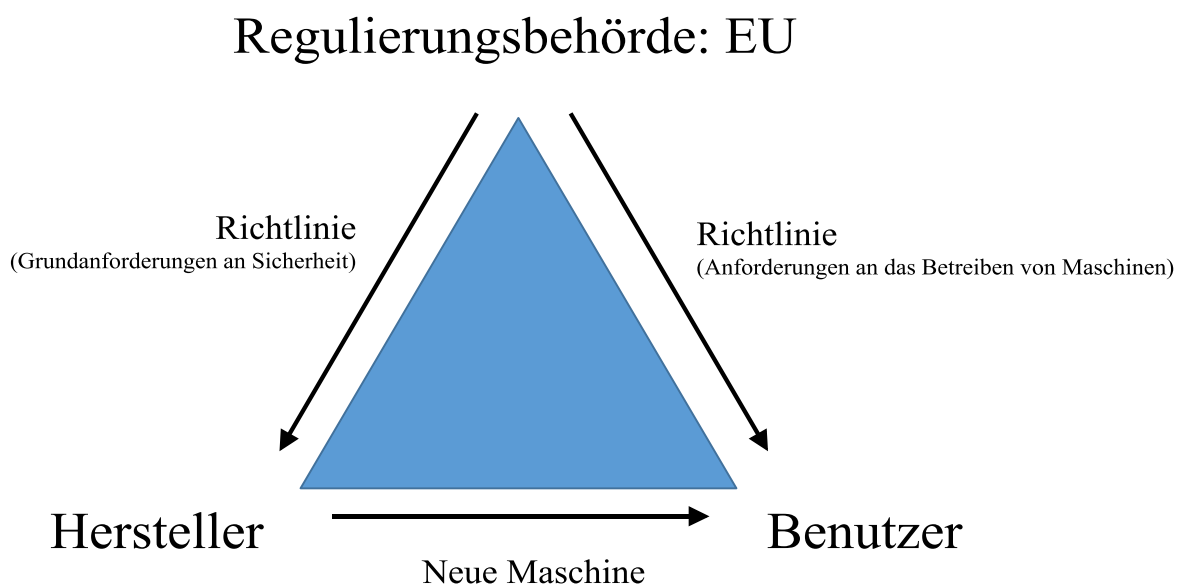 Regulierungsbehörde: EU
Richtlinie
(Grundanforderungen an Sicherheit)
Richtlinie
(Anforderungen an das Betreiben von Maschinen)
Hersteller
Benutzer
Neue Maschine